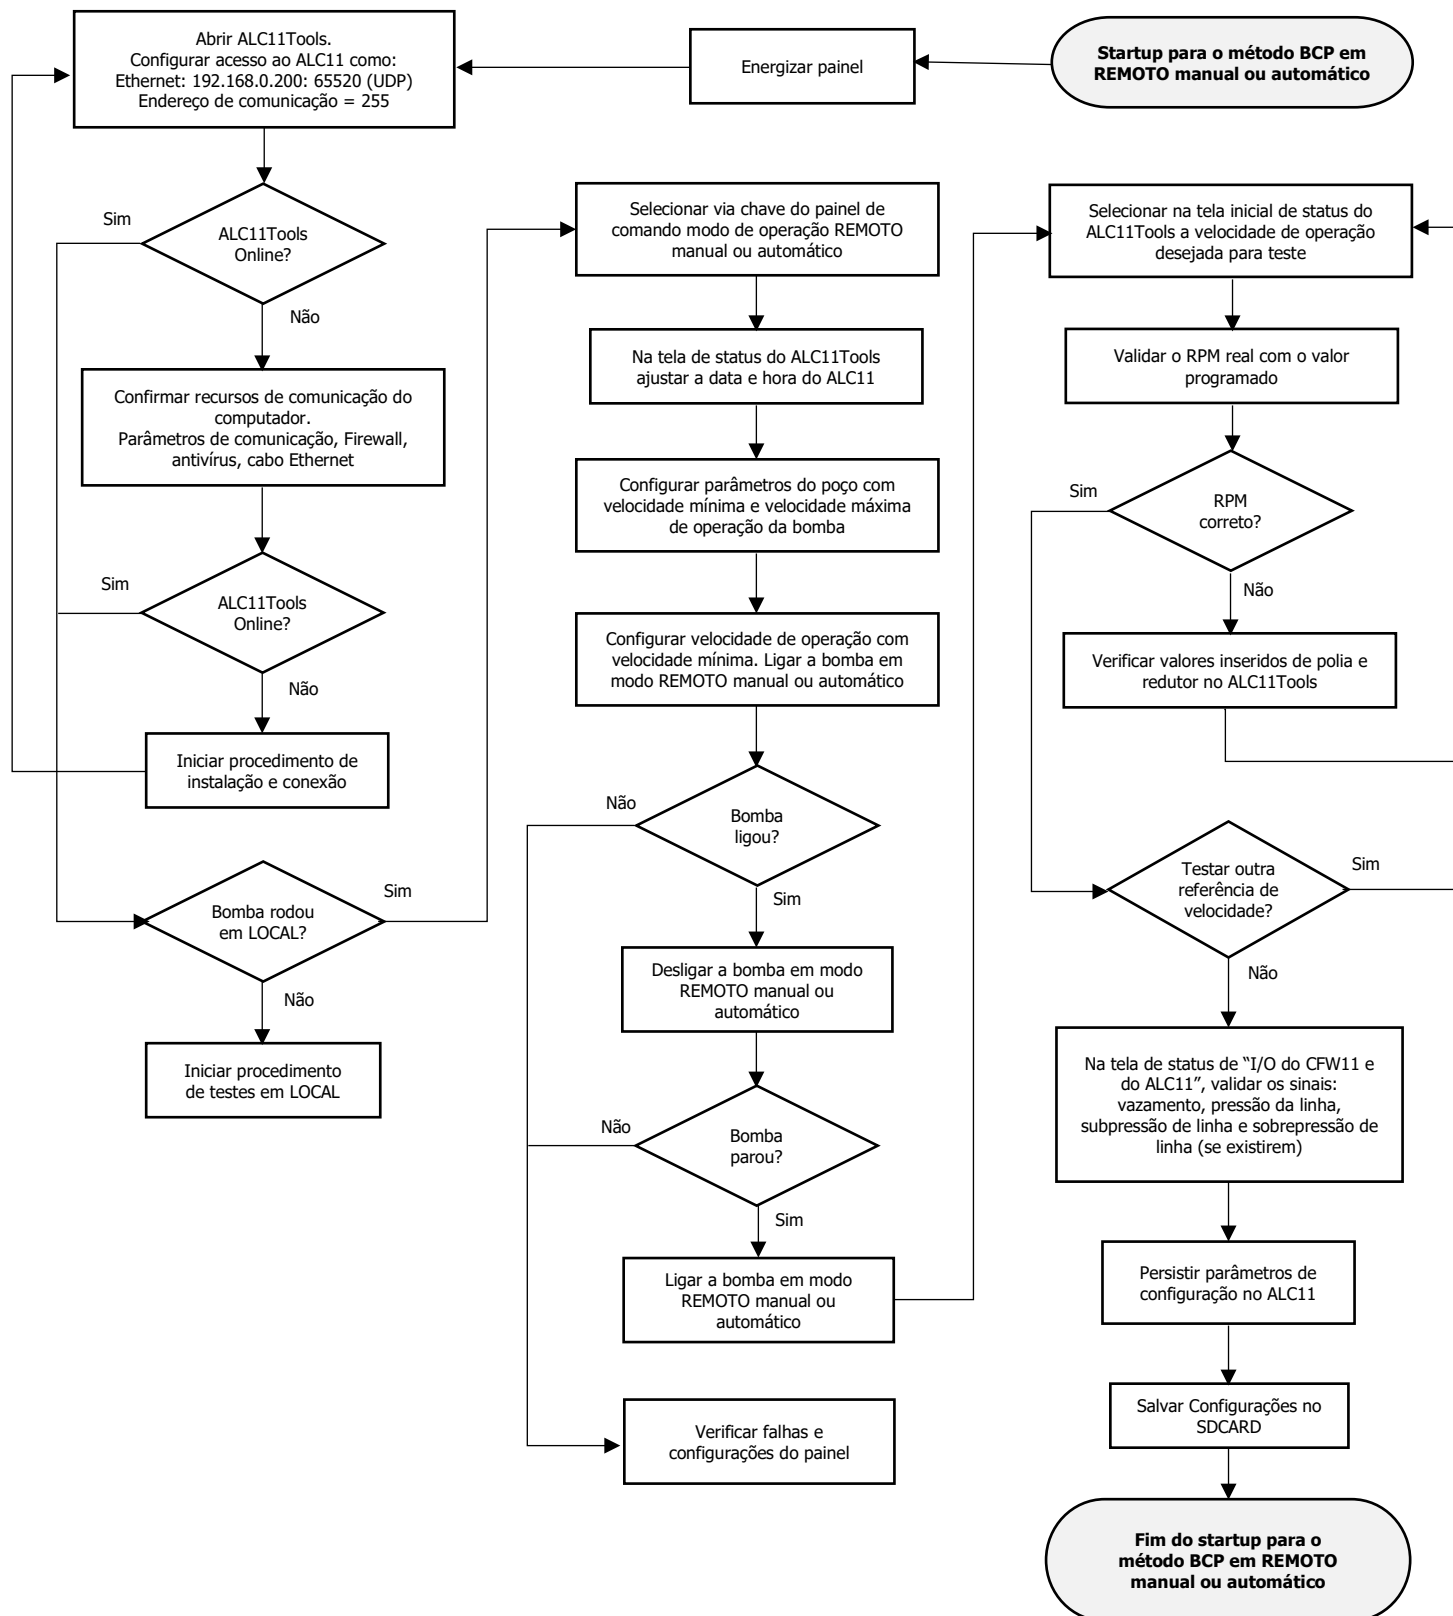 Startup para o método BCP em
REMOTO manual ou automático
Energizar painel
Abrir ALC11Tools.
Configurar acesso ao ALC11 como:
Ethernet: 192.168.0.200: 65520 (UDP)
Endereço de comunicação = 255
ALC11Tools
Online?
Sim
Não
Confirmar recursos de comunicação do
computador.
Parâmetros de comunicação, Firewall,
antivírus, cabo Ethernet
ALC11Tools
Online?
Sim
Não
Iniciar procedimento de
instalação e conexão
Bomba rodou
em LOCAL?
Sim
Não
Iniciar procedimento
de testes em LOCAL
Selecionar via chave do painel de
comando modo de operação REMOTO
manual ou automático
Na tela de status do ALC11Tools
ajustar a data e hora do ALC11
Configurar parâmetros do poço com
velocidade mínima e velocidade máxima
de operação da bomba
Configurar velocidade de operação com
velocidade mínima. Ligar a bomba em
modo REMOTO manual ou automático
Bomba
ligou?
Não
Sim
Desligar a bomba em modo
REMOTO manual ou
automático
Bomba
parou?
Não
Sim
Ligar a bomba em modo
REMOTO manual ou
automático
Verificar falhas e
configurações do painel
Selecionar na tela inicial de status do
ALC11Tools a velocidade de operação
desejada para teste
Validar o RPM real com o valor
programado
RPM
correto?
Sim
Não
Verificar valores inseridos de polia e
redutor no ALC11Tools
Testar outra
referência de
velocidade?
Sim
Não
Na tela de status de “I/O do CFW11 e
do ALC11”, validar os sinais:
vazamento, pressão da linha,
subpressão de linha e sobrepressão de
linha (se existirem)
Persistir parâmetros de
configuração no ALC11
Salvar Configurações no
SDCARD
Fim do startup para o
método BCP em REMOTO
manual ou automático